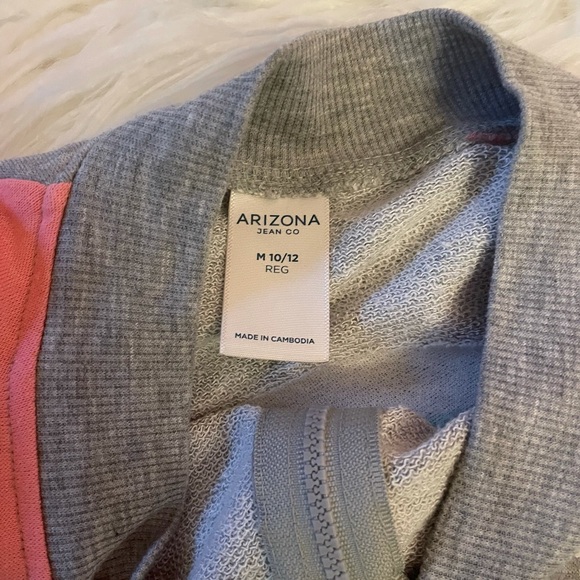 ARIZONA
JEAN CO
M 10/12
REG
MADE IN CAMBODIA